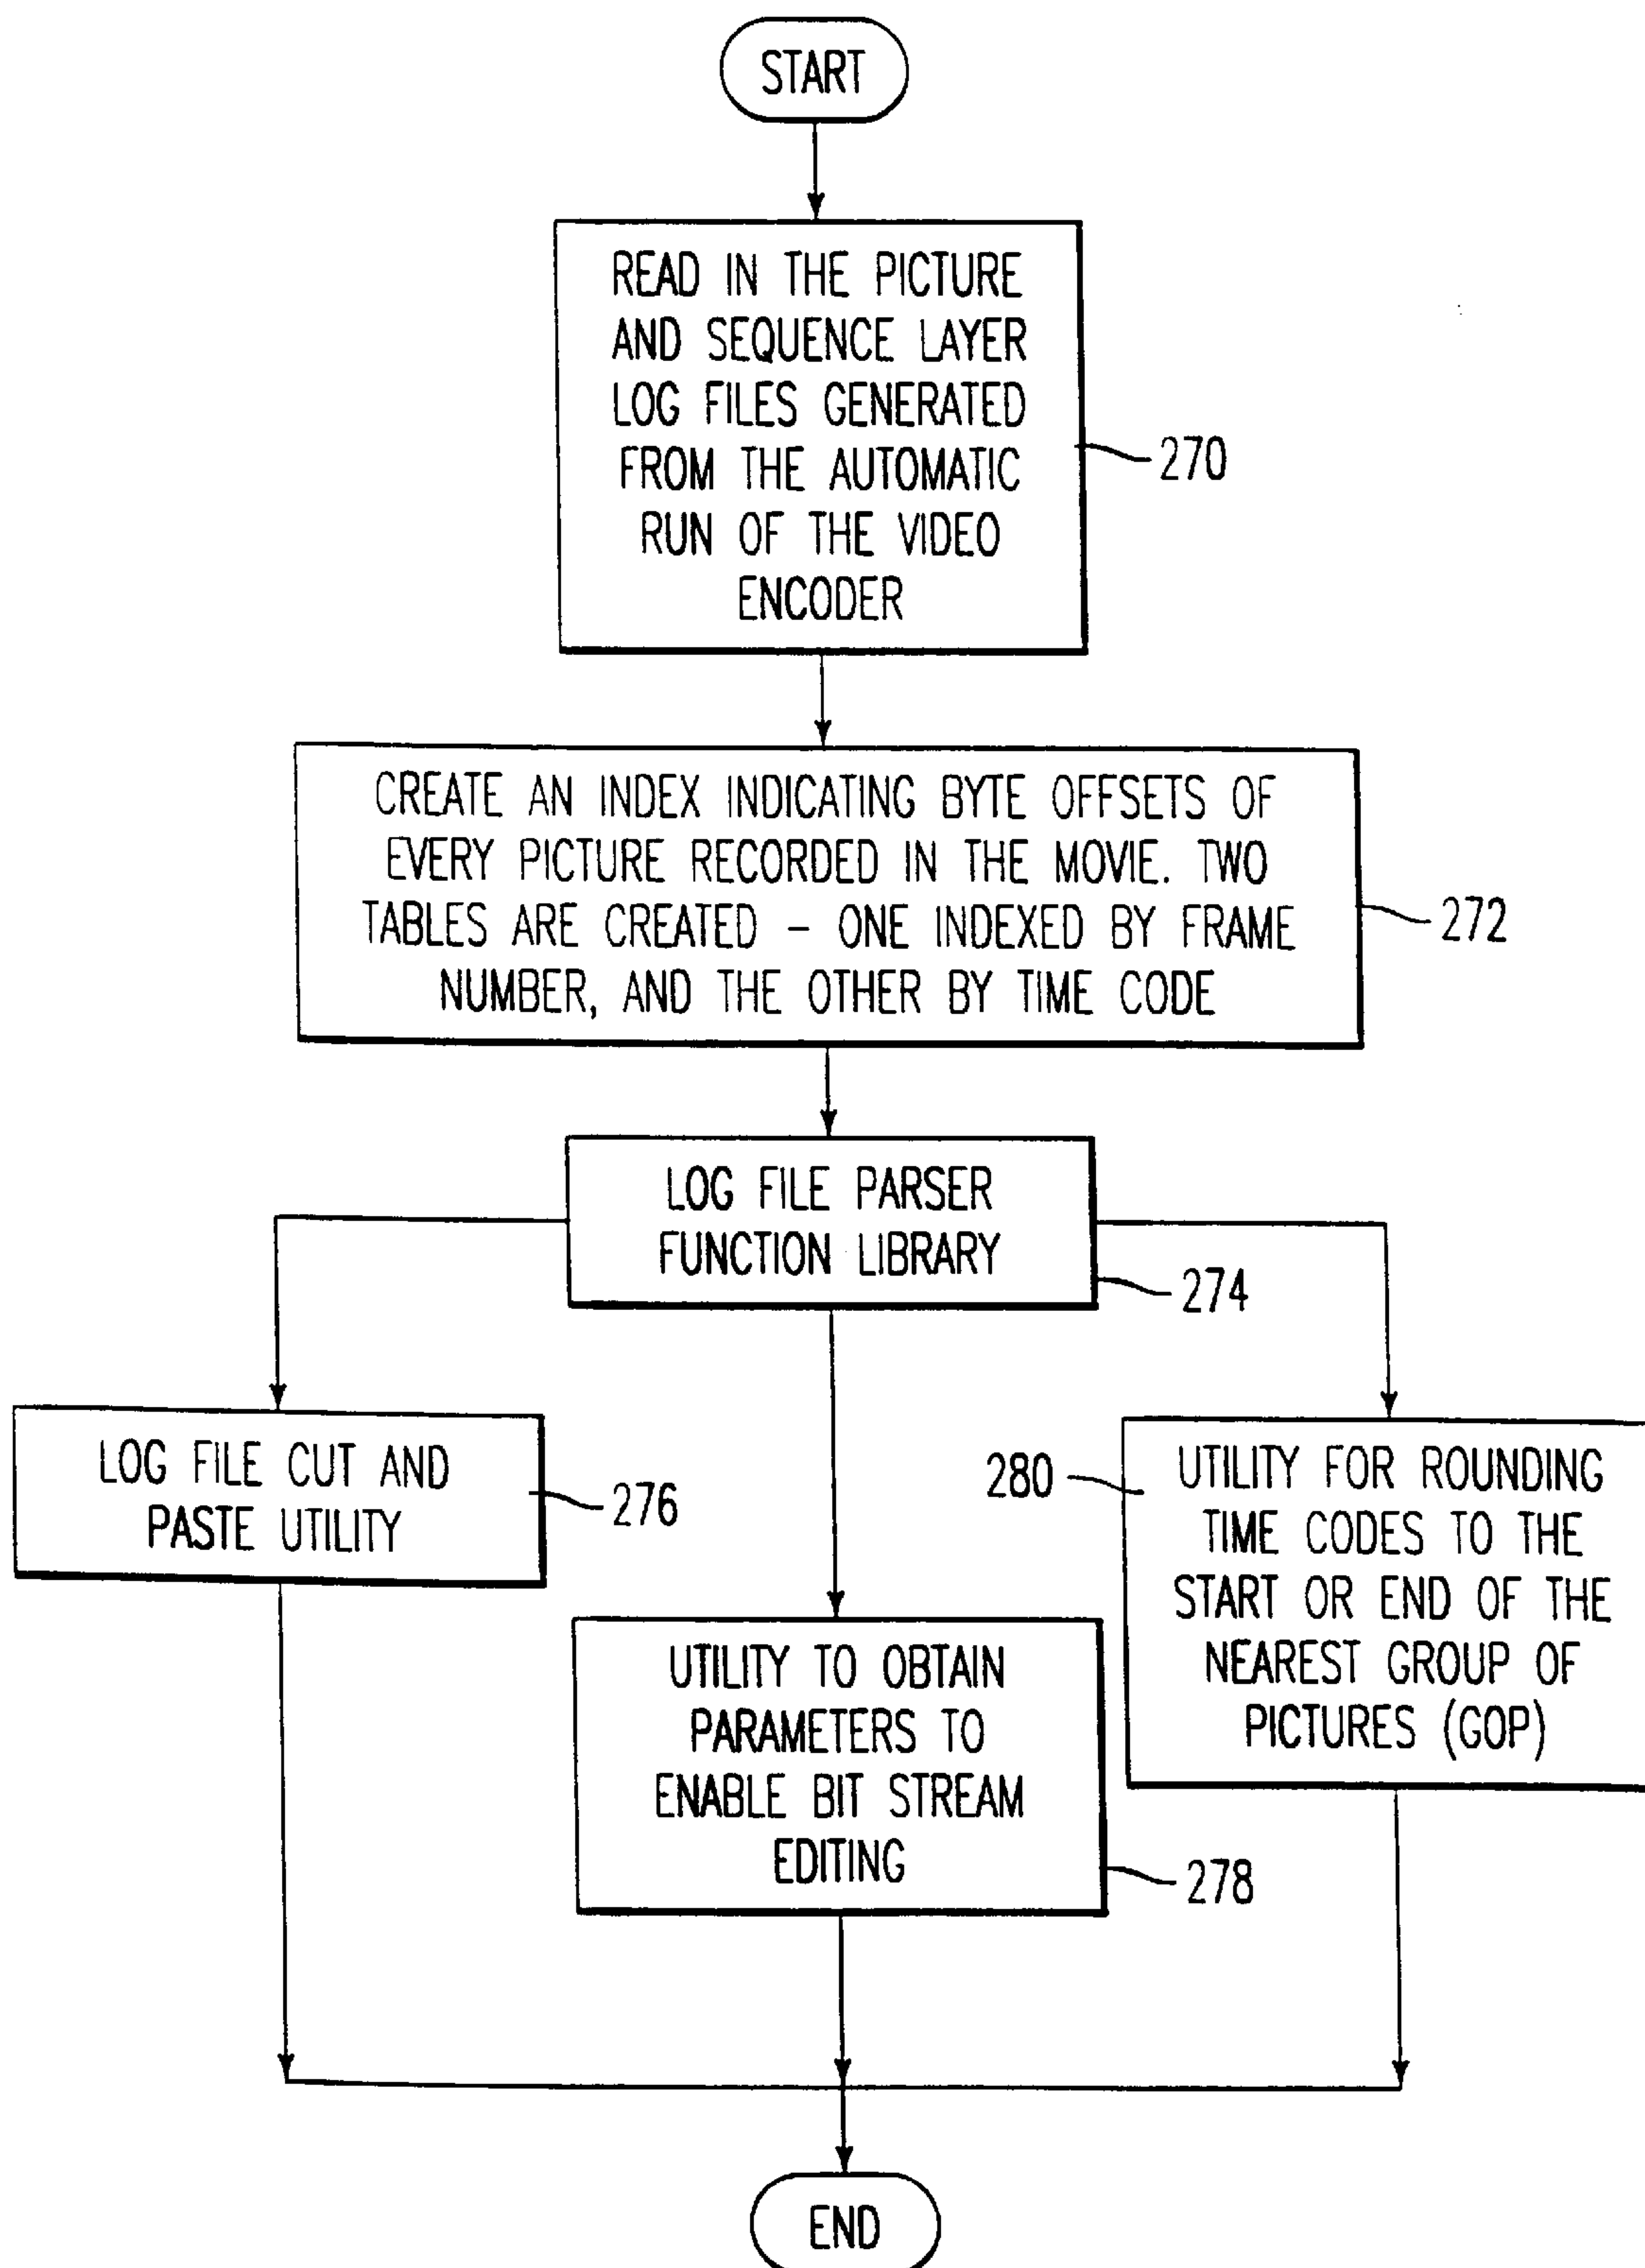 START
READ IN THE PICTURE
AND SEQUENCE LAYER
LOG FILES GENERATED
FROM THE AUTOMATIC
RUN OF THE VIDEO
ENCODER
270
CREATE AN INDEX INDICATING BYTE OFFSETS OF
EVERY PICTURE RECORDED IN THE MOVIE. TWO
TABLES ARE CREATED – ONE INDEXED BY FRAME
NUMBER, AND THE OTHER BY TIME CODE
272
LOG FILE PARSER
FUNCTION LIBRARY
274
LOG FILE CUT AND
PASTE UTILITY
276
UTILITY TO OBTAIN
PARAMETERS TO
ENABLE BIT STREAM
EDITING
278
280
UTILITY FOR ROUNDING
TIME CODES TO THE
START OR END OF THE
NEAREST GROUP OF
PICTURES (GOP)
END